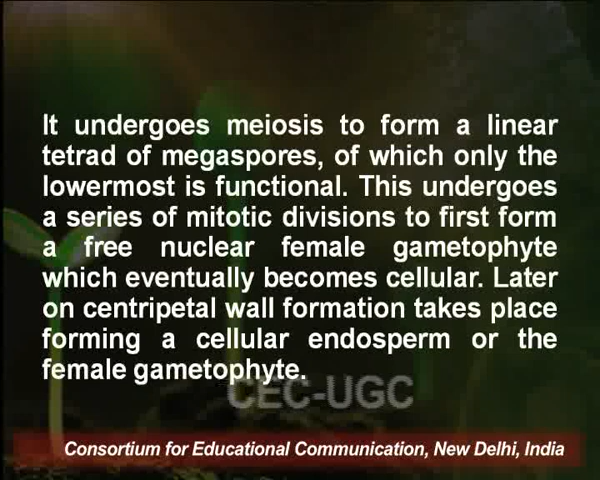 It undergoes meiosis to form a linear
tetrad of megaspores, of which only the
lowermost is functional. This undergoes
a series of mitotic divisions to first form
a free nuclear female gametophyte
which eventually becomes cellular. Later
on centripetal wall formation takes place
forming a cellular endosperm or the
female gametophyte.
CEC-UGC
Consortium for Educational Communication, New Delhi, India